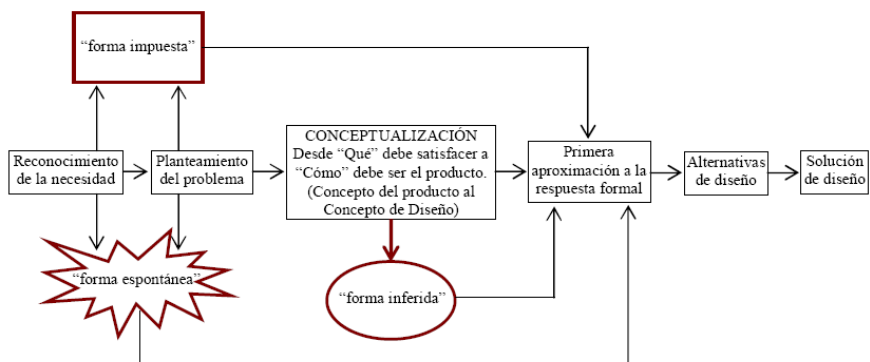 “forma impuesta”
Reconocimiento
de la necesidad
Planteamiento
del problema
CONCEPTUALIZACIÓN
Desde “Qué” debe satisfacer a
“Cómo” debe ser el producto.
(Concepto del producto al
Concepto de Diseño)
Primera
aproximación a la
respuesta formal
Alternativas
de diseño
Solución
de diseño
“forma espontánea”
“forma inferida”